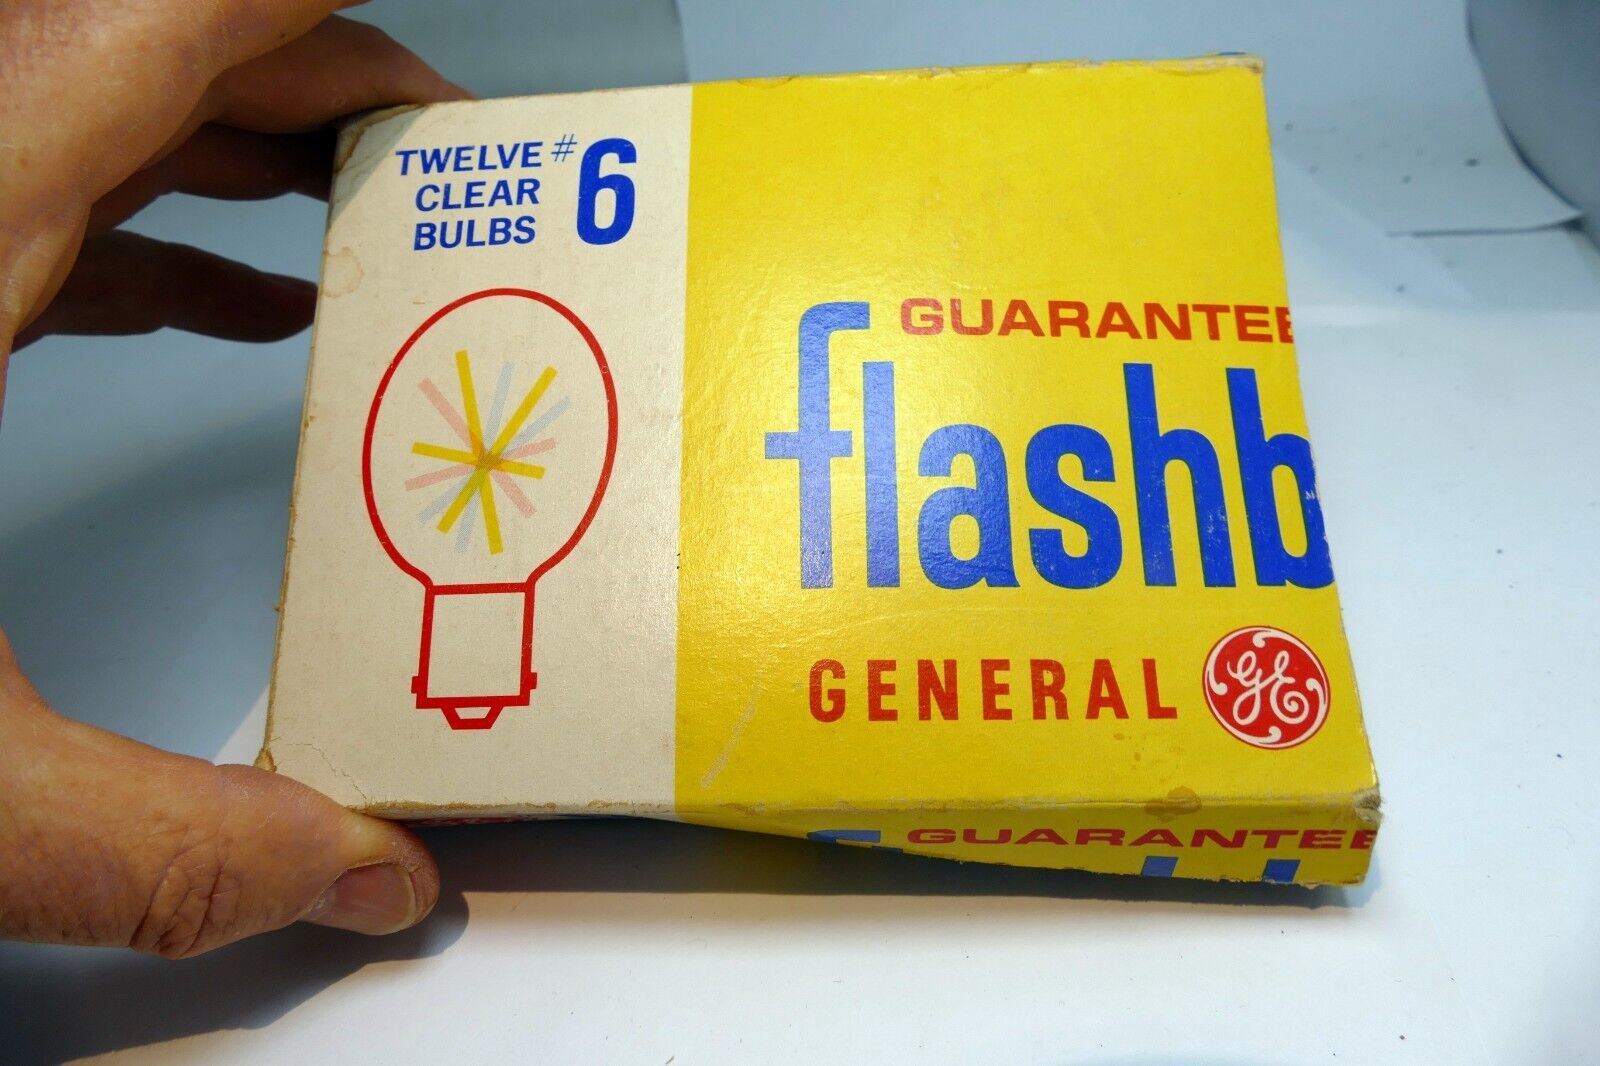 TWELVE #6
CLEAR
BULBS
GUARANTEE
flashb
GENERAL GE
GUARANTEE